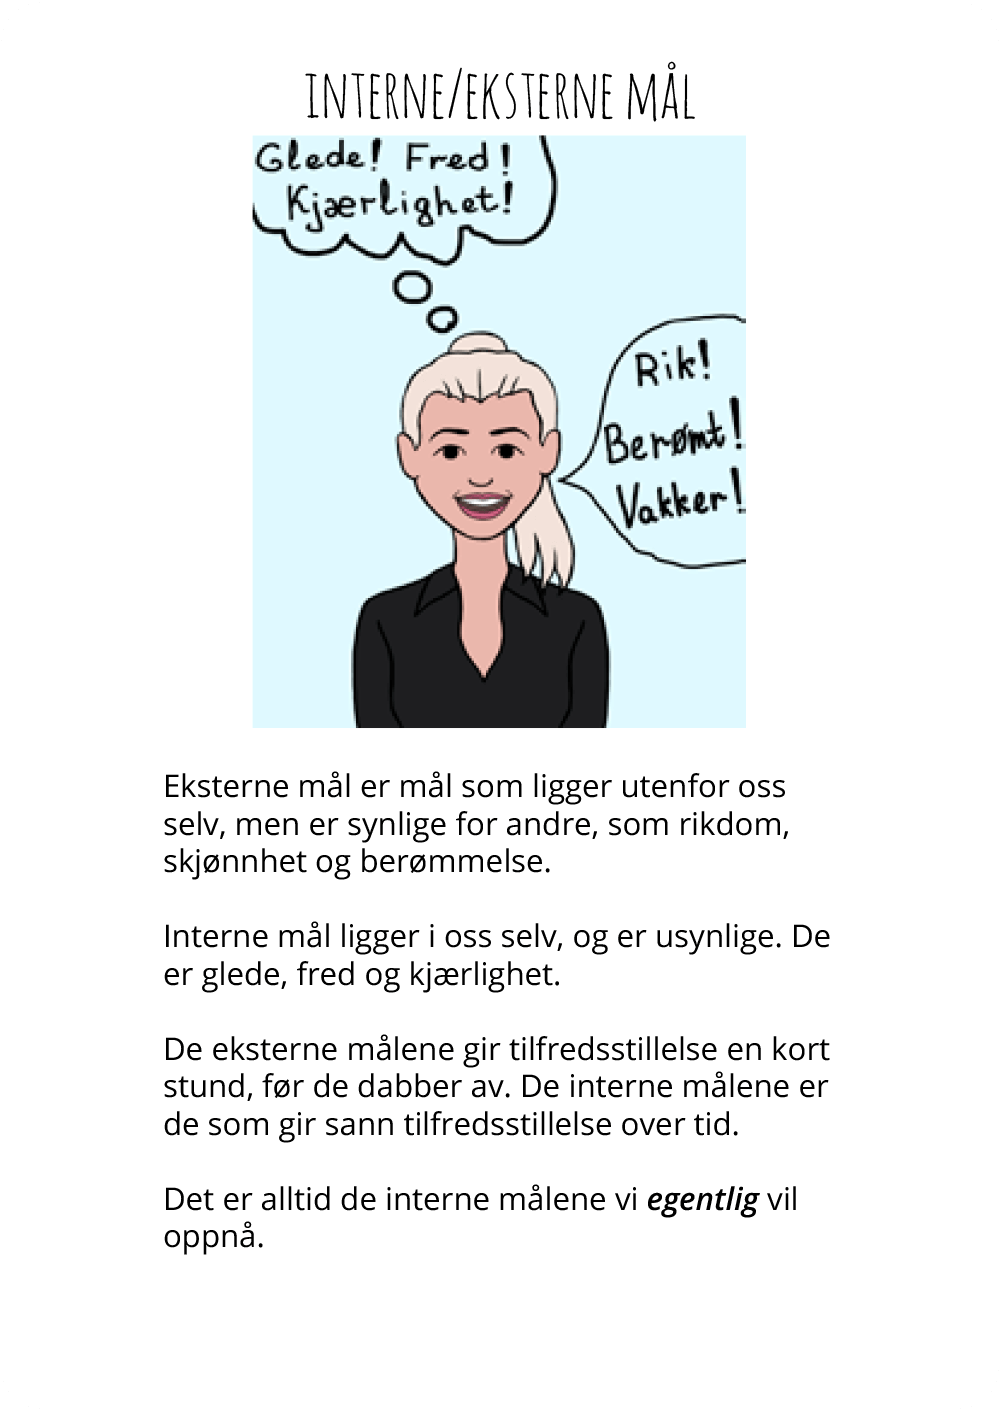 INTERNE/EKSTERNE MÅL
Glede! Fred!
Kjærlighet!
Rik!
Berømt!
Vakker!
Eksterne mål er mål som ligger utenfor oss
selv, men er synlige for andre, som rikdom,
skjønnhet og berømmelse.
Interne mål ligger i oss selv, og er usynlige. De
er glede, fred og kjærlighet.
De eksterne målene gir tilfredsstillelse en kort
stund, før de dabber av. De interne målene er
de som gir sann tilfredsstillelse over tid.
Det er alltid de interne målene vi egentlig vil
oppnå.